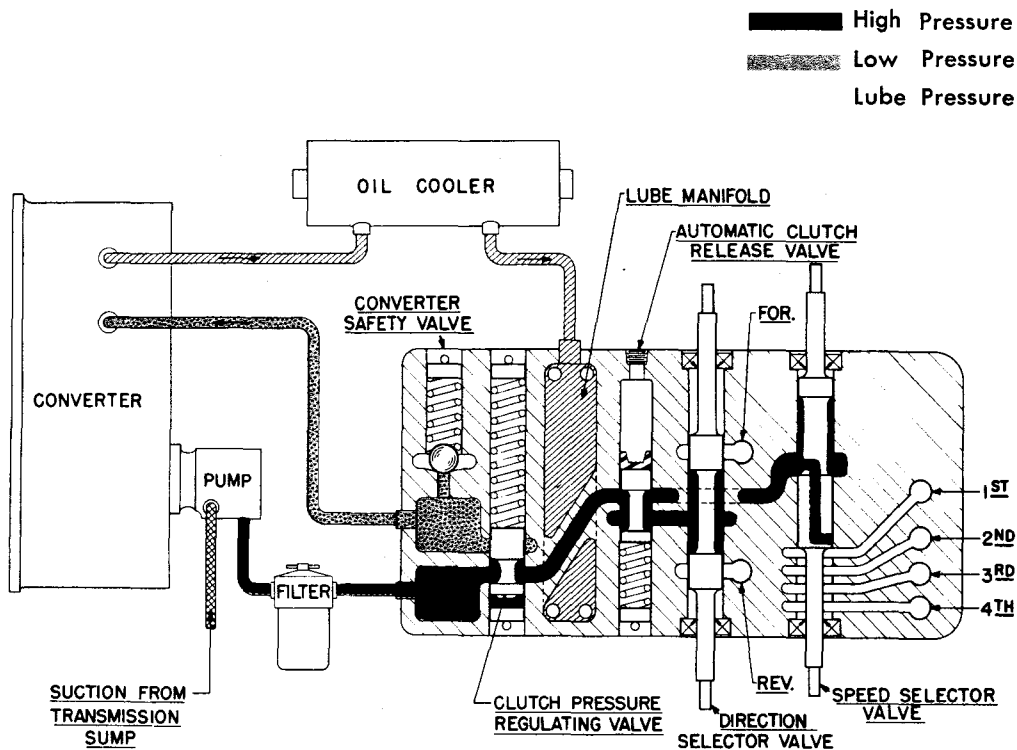 High Pressure
Low Pressure
Lube Pressure
OIL COOLER
LUBE MANIFOLD
AUTOMATIC CLUTCH
RELEASE VALVE
CONVERTER
SAFETY VALVE
FOR.
CONVERTER
PUMP
1ST
2ND
3RD
4TH
FILTER
REV.
SUCTION FROM
TRANSMISSION
SUMP
CLUTCH PRESSURE
REGULATING VALVE
DIRECTION
SELECTOR VALVE
SPEED SELECTOR
VALVE